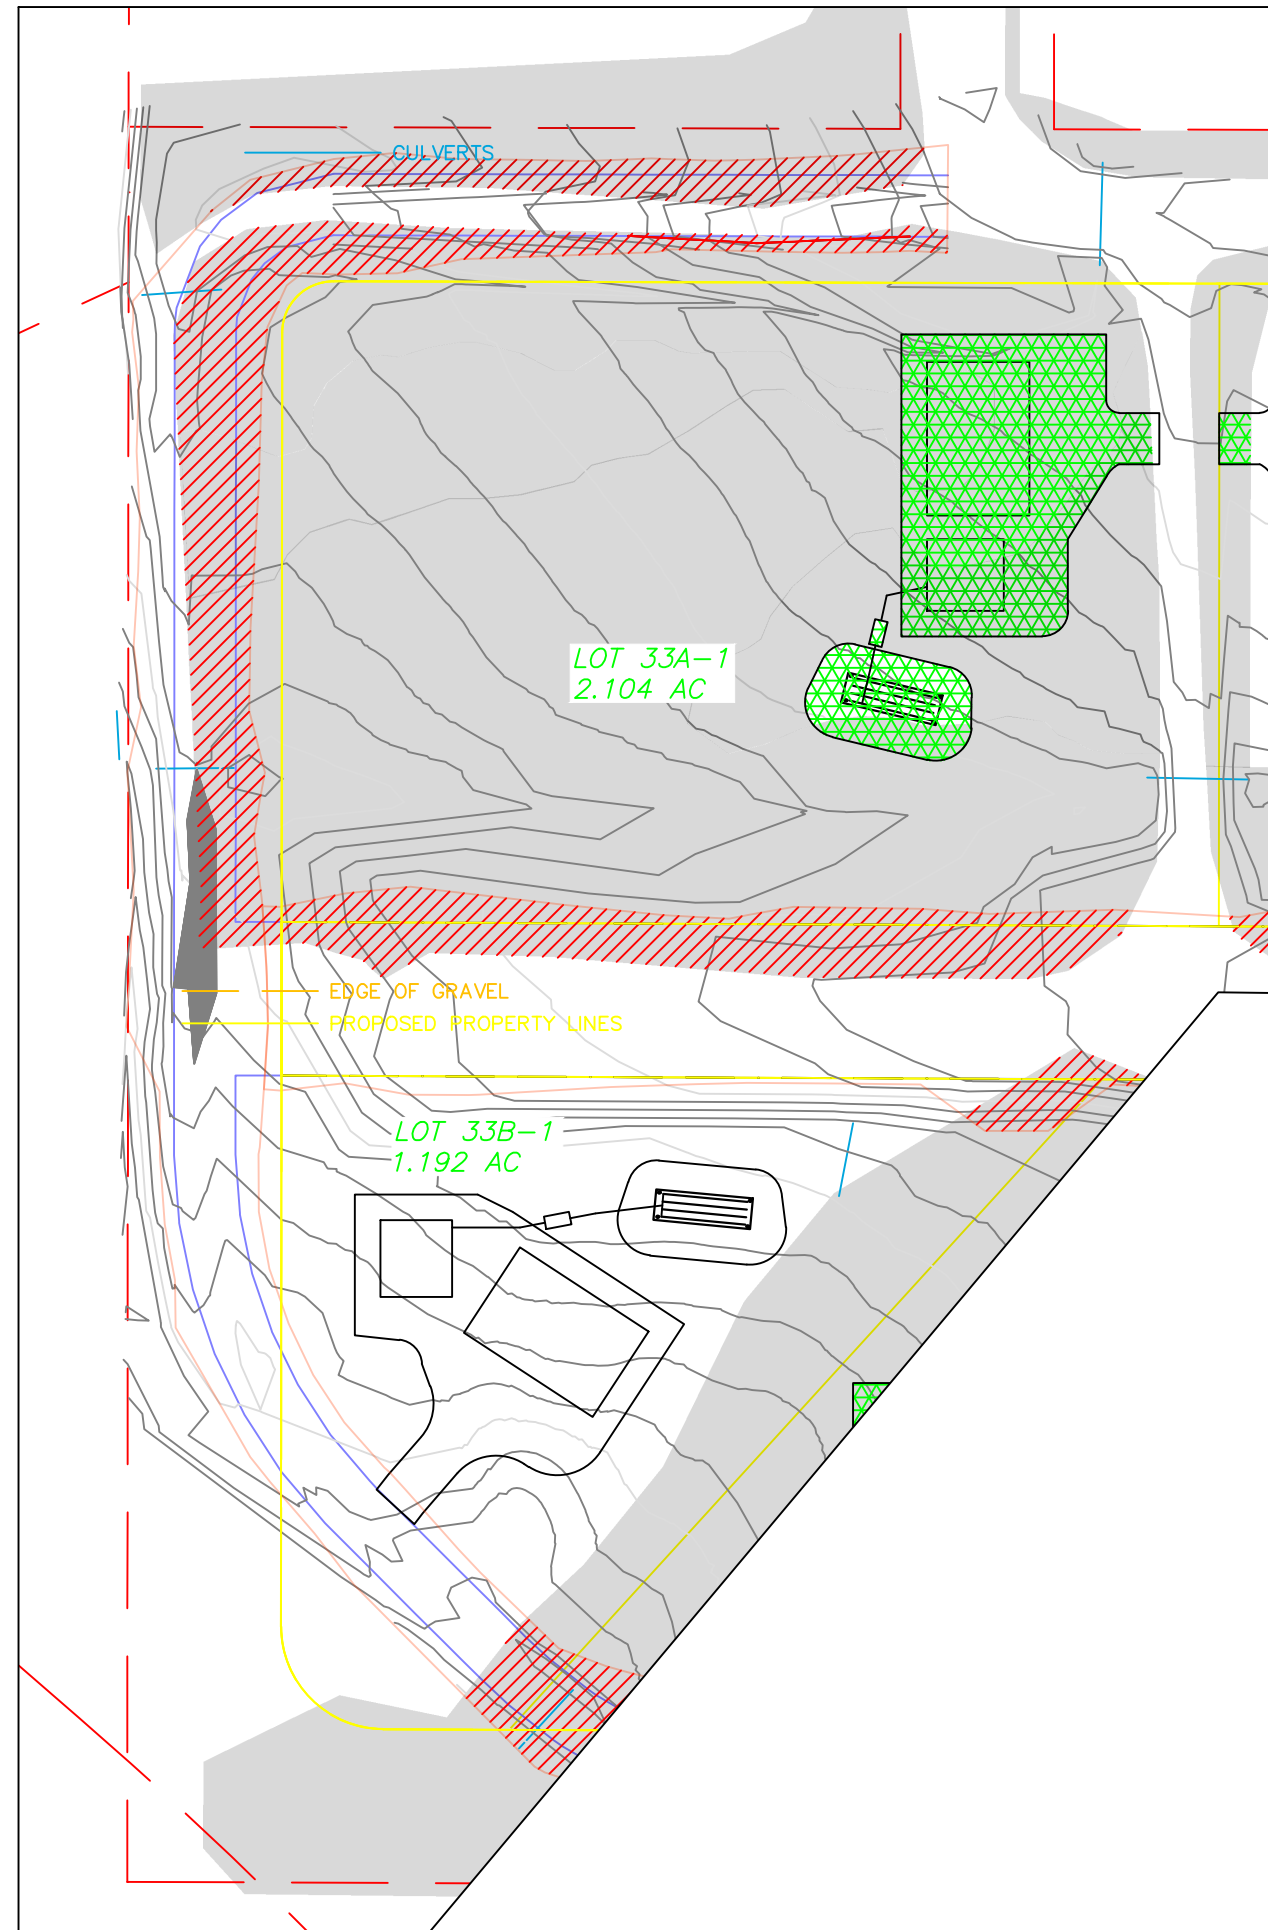 CULVERTS
LOT 33A-1
2.104 AC
EDGE OF GRAVEL
PROPOSED PROPERTY LINES
LOT 33B-1
1.192 AC